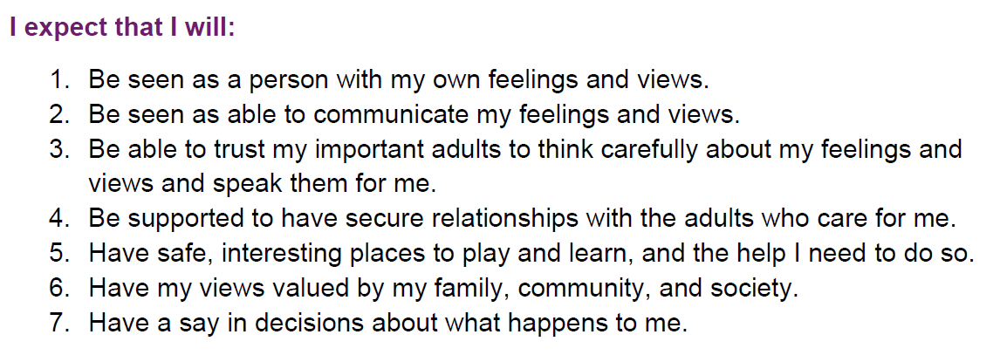 I expect that I will:
1. Be seen as a person with my own feelings and views.
2. Be seen as able to communicate my feelings and views.
3. Be able to trust my important adults to think carefully about my feelings and
views and speak them for me.
4. Be supported to have secure relationships with the adults who care for me.
5. Have safe, interesting places to play and learn, and the help I need to do so.
6. Have my views valued by my family, community, and society.
7. Have a say in decisions about what happens to me.